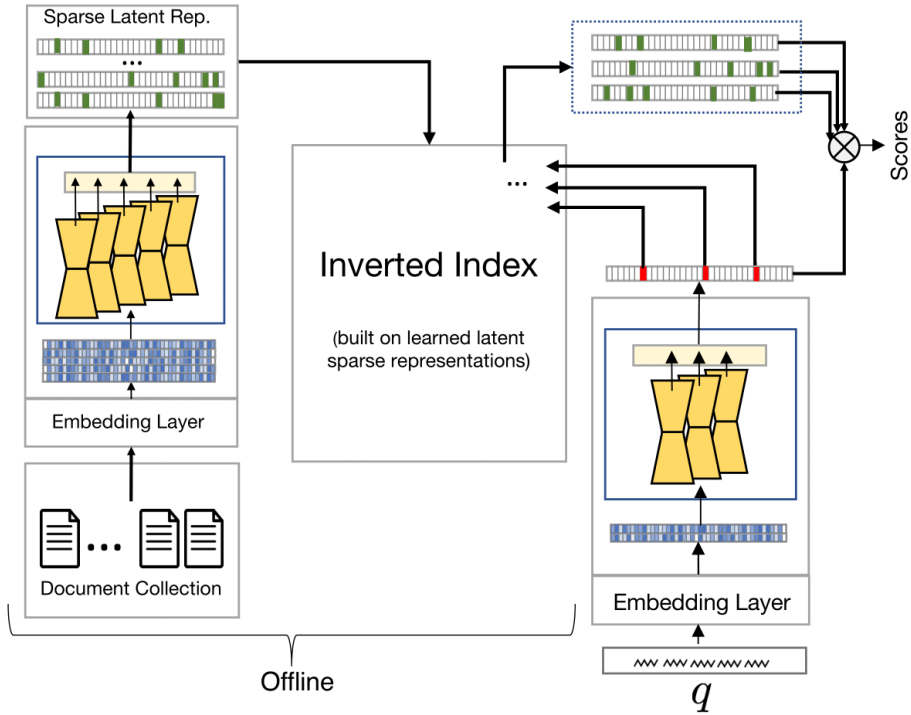 Sparse Latent Rep.
...
Embedding Layer
...
Document Collection
Offline
...
Inverted Index
(built on learned latent
sparse representations)
Scores
Embedding Layer
q